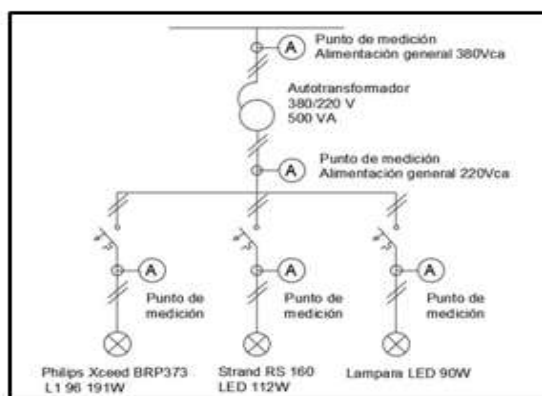 A
Punto de medición
Alimentación general 380Vca
Autotransformador
380/220 V
500 VA
A
Punto de medición
Alimentación general 220Vca
A
A
A
Punto de
medición
Punto de
medición
Punto de
medición
Philips Xceed BRP373
L1 96 191W
Strand RS 160
LED 112W
Lampara LED 90W